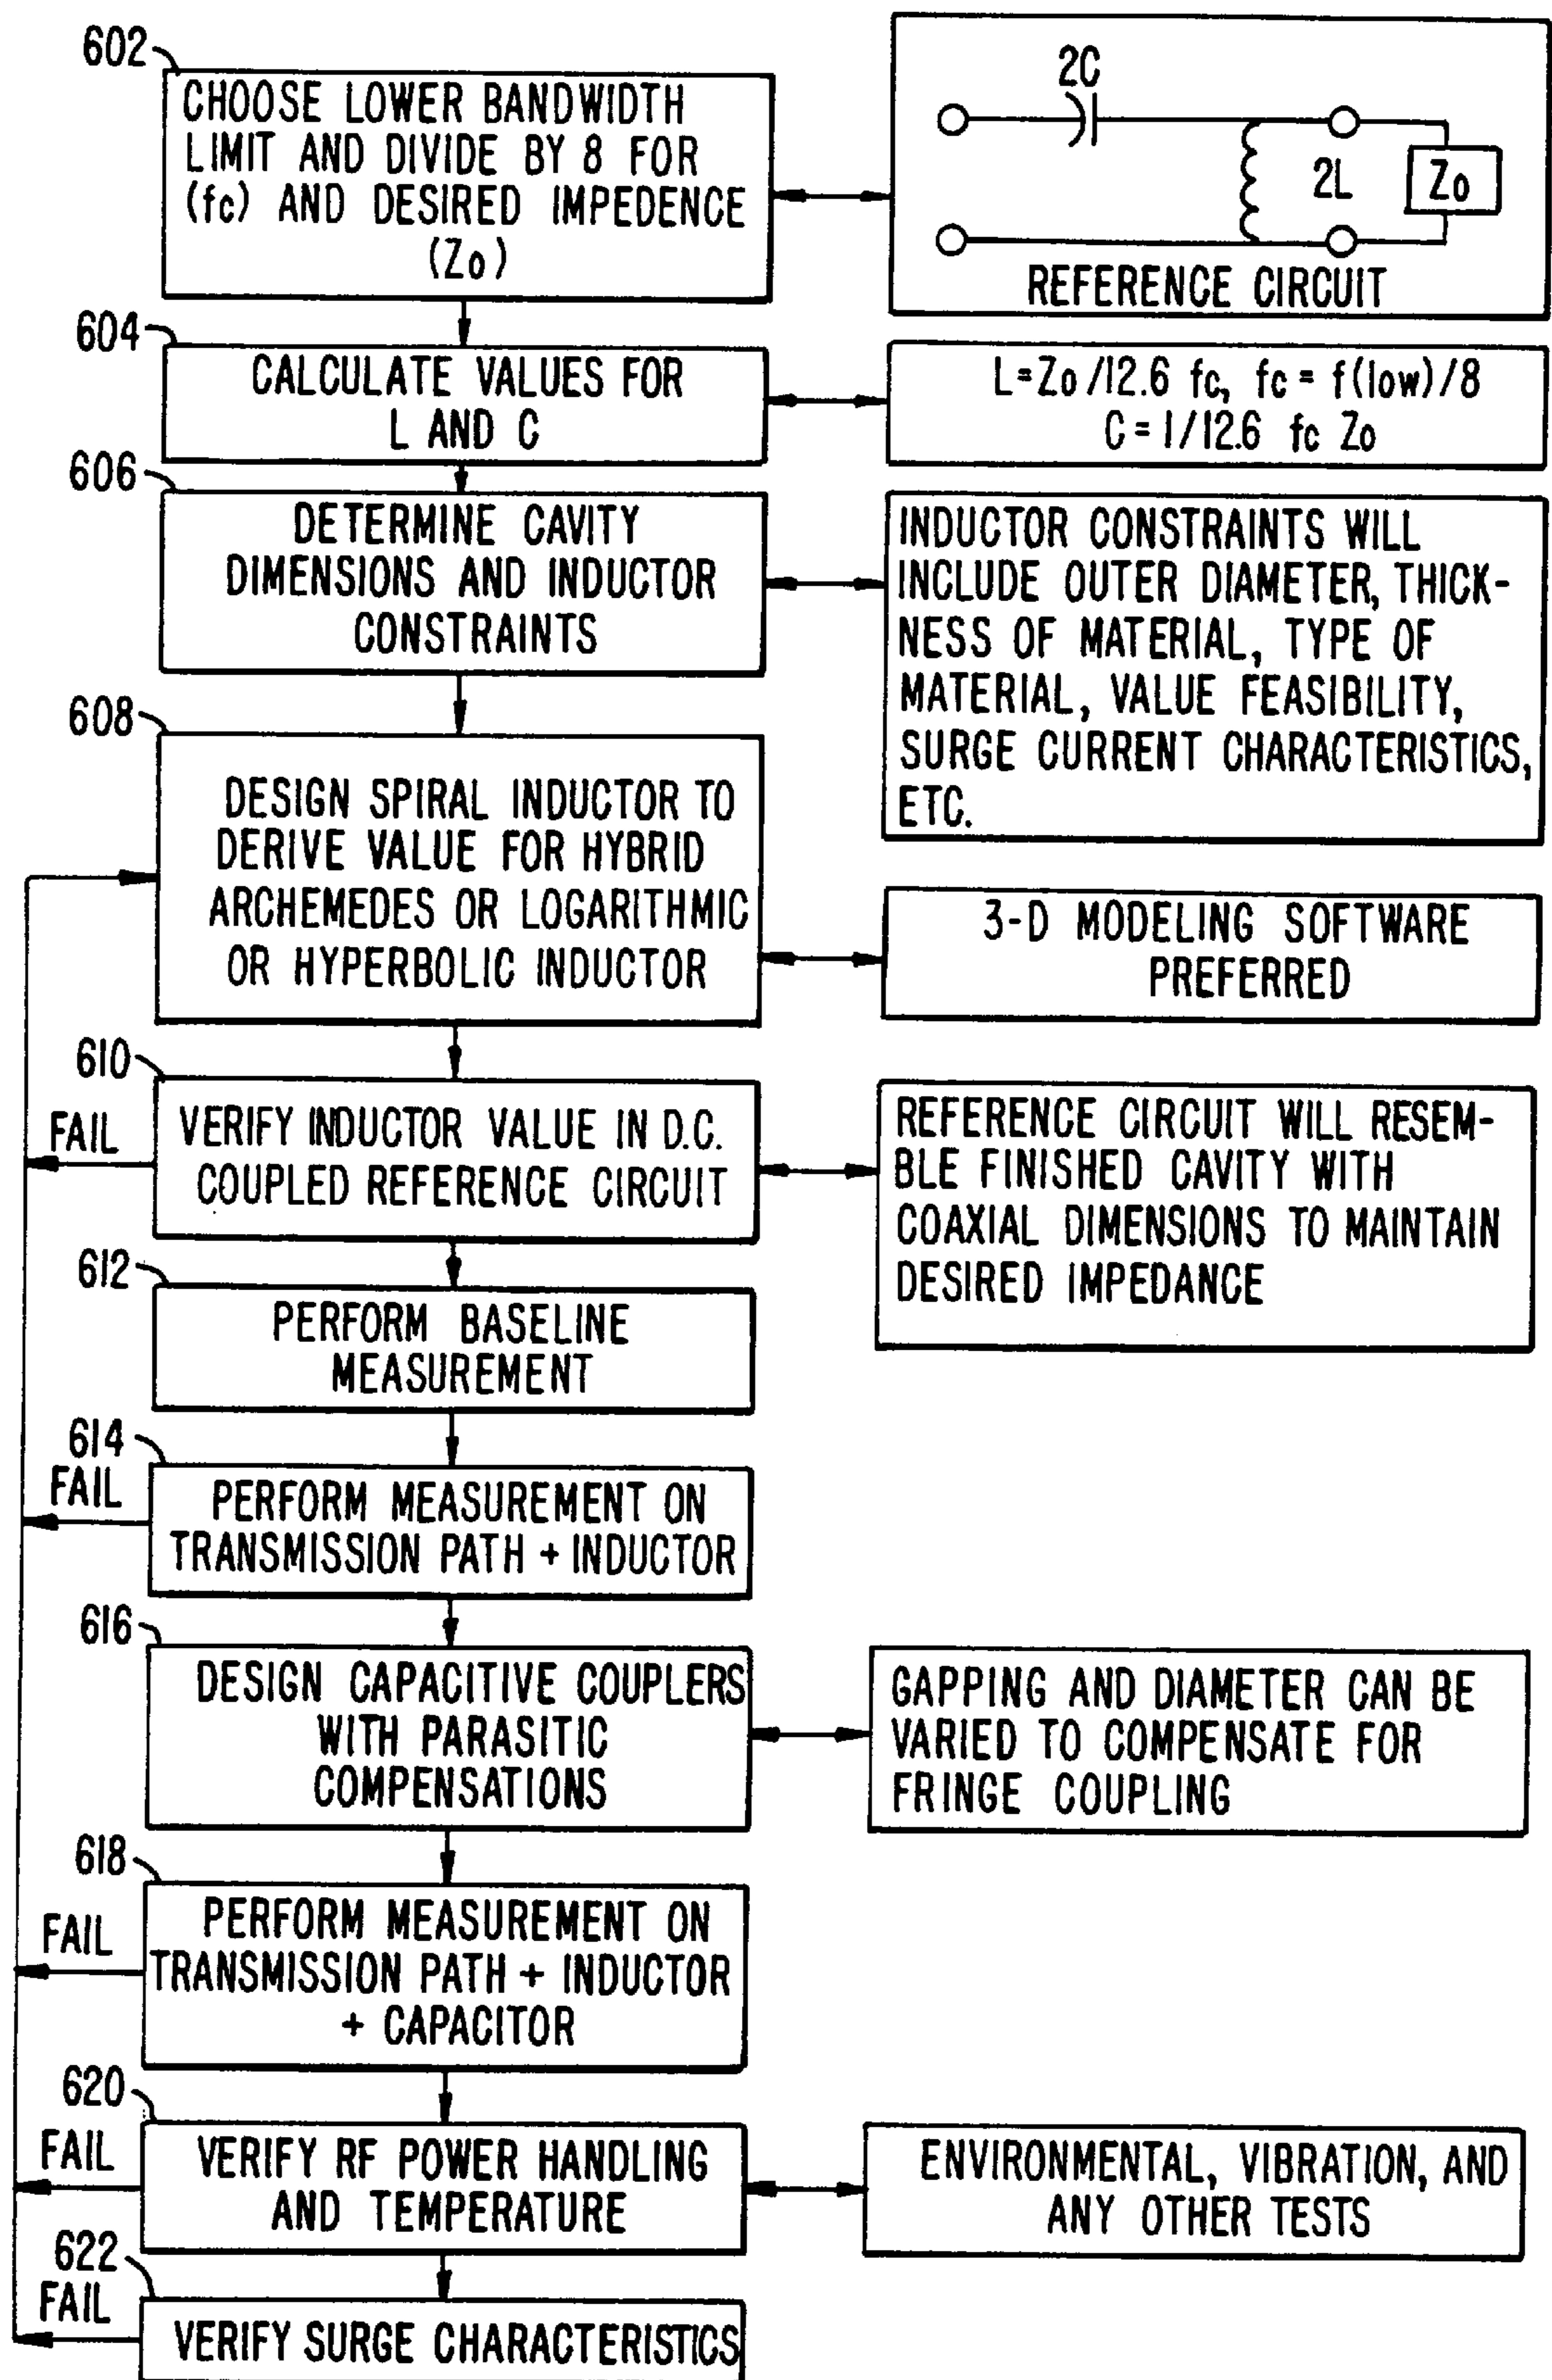 602
CHOOSE LOWER BANDWIDTH
LIMIT AND DIVIDE BY 8 FOR
(fc) AND DESIRED IMPEDENCE
(Zo)
2C
2L
Zo
REFERENCE CIRCUIT
604
CALCULATE VALUES FOR
L AND C
L=Zo/12.6 fc, fc = f(low)/8
C = 1/12.6 fc Zo
606
DETERMINE CAVITY
DIMENSIONS AND INDUCTOR
CONSTRAINTS
INDUCTOR CONSTRAINTS WILL
INCLUDE OUTER DIAMETER, THICK-
NESS OF MATERIAL, TYPE OF
MATERIAL, VALUE FEASIBILITY,
SURGE CURRENT CHARACTERISTICS,
ETC.
608
DESIGN SPIRAL INDUCTOR TO
DERIVE VALUE FOR HYBRID
ARCHEMEDES OR LOGARITHMIC
OR HYPERBOLIC INDUCTOR
3-D MODELING SOFTWARE
PREFERRED
610
FAIL
VERIFY INDUCTOR VALUE IN D.C.
COUPLED REFERENCE CIRCUIT
REFERENCE CIRCUIT WILL RESEM-
BLE FINISHED CAVITY WITH
COAXIAL DIMENSIONS TO MAINTAIN
DESIRED IMPEDANCE
612
PERFORM BASELINE
MEASUREMENT
614
FAIL
PERFORM MEASUREMENT ON
TRANSMISSION PATH + INDUCTOR
616
DESIGN CAPACITIVE COUPLERS
WITH PARASITIC
COMPENSATIONS
GAPPING AND DIAMETER CAN BE
VARIED TO COMPENSATE FOR
FRINGE COUPLING
618
FAIL
PERFORM MEASUREMENT ON
TRANSMISSION PATH + INDUCTOR
+ CAPACITOR
620
FAIL
VERIFY RF POWER HANDLING
AND TEMPERATURE
ENVIRONMENTAL, VIBRATION, AND
ANY OTHER TESTS
622
FAIL
VERIFY SURGE CHARACTERISTICS